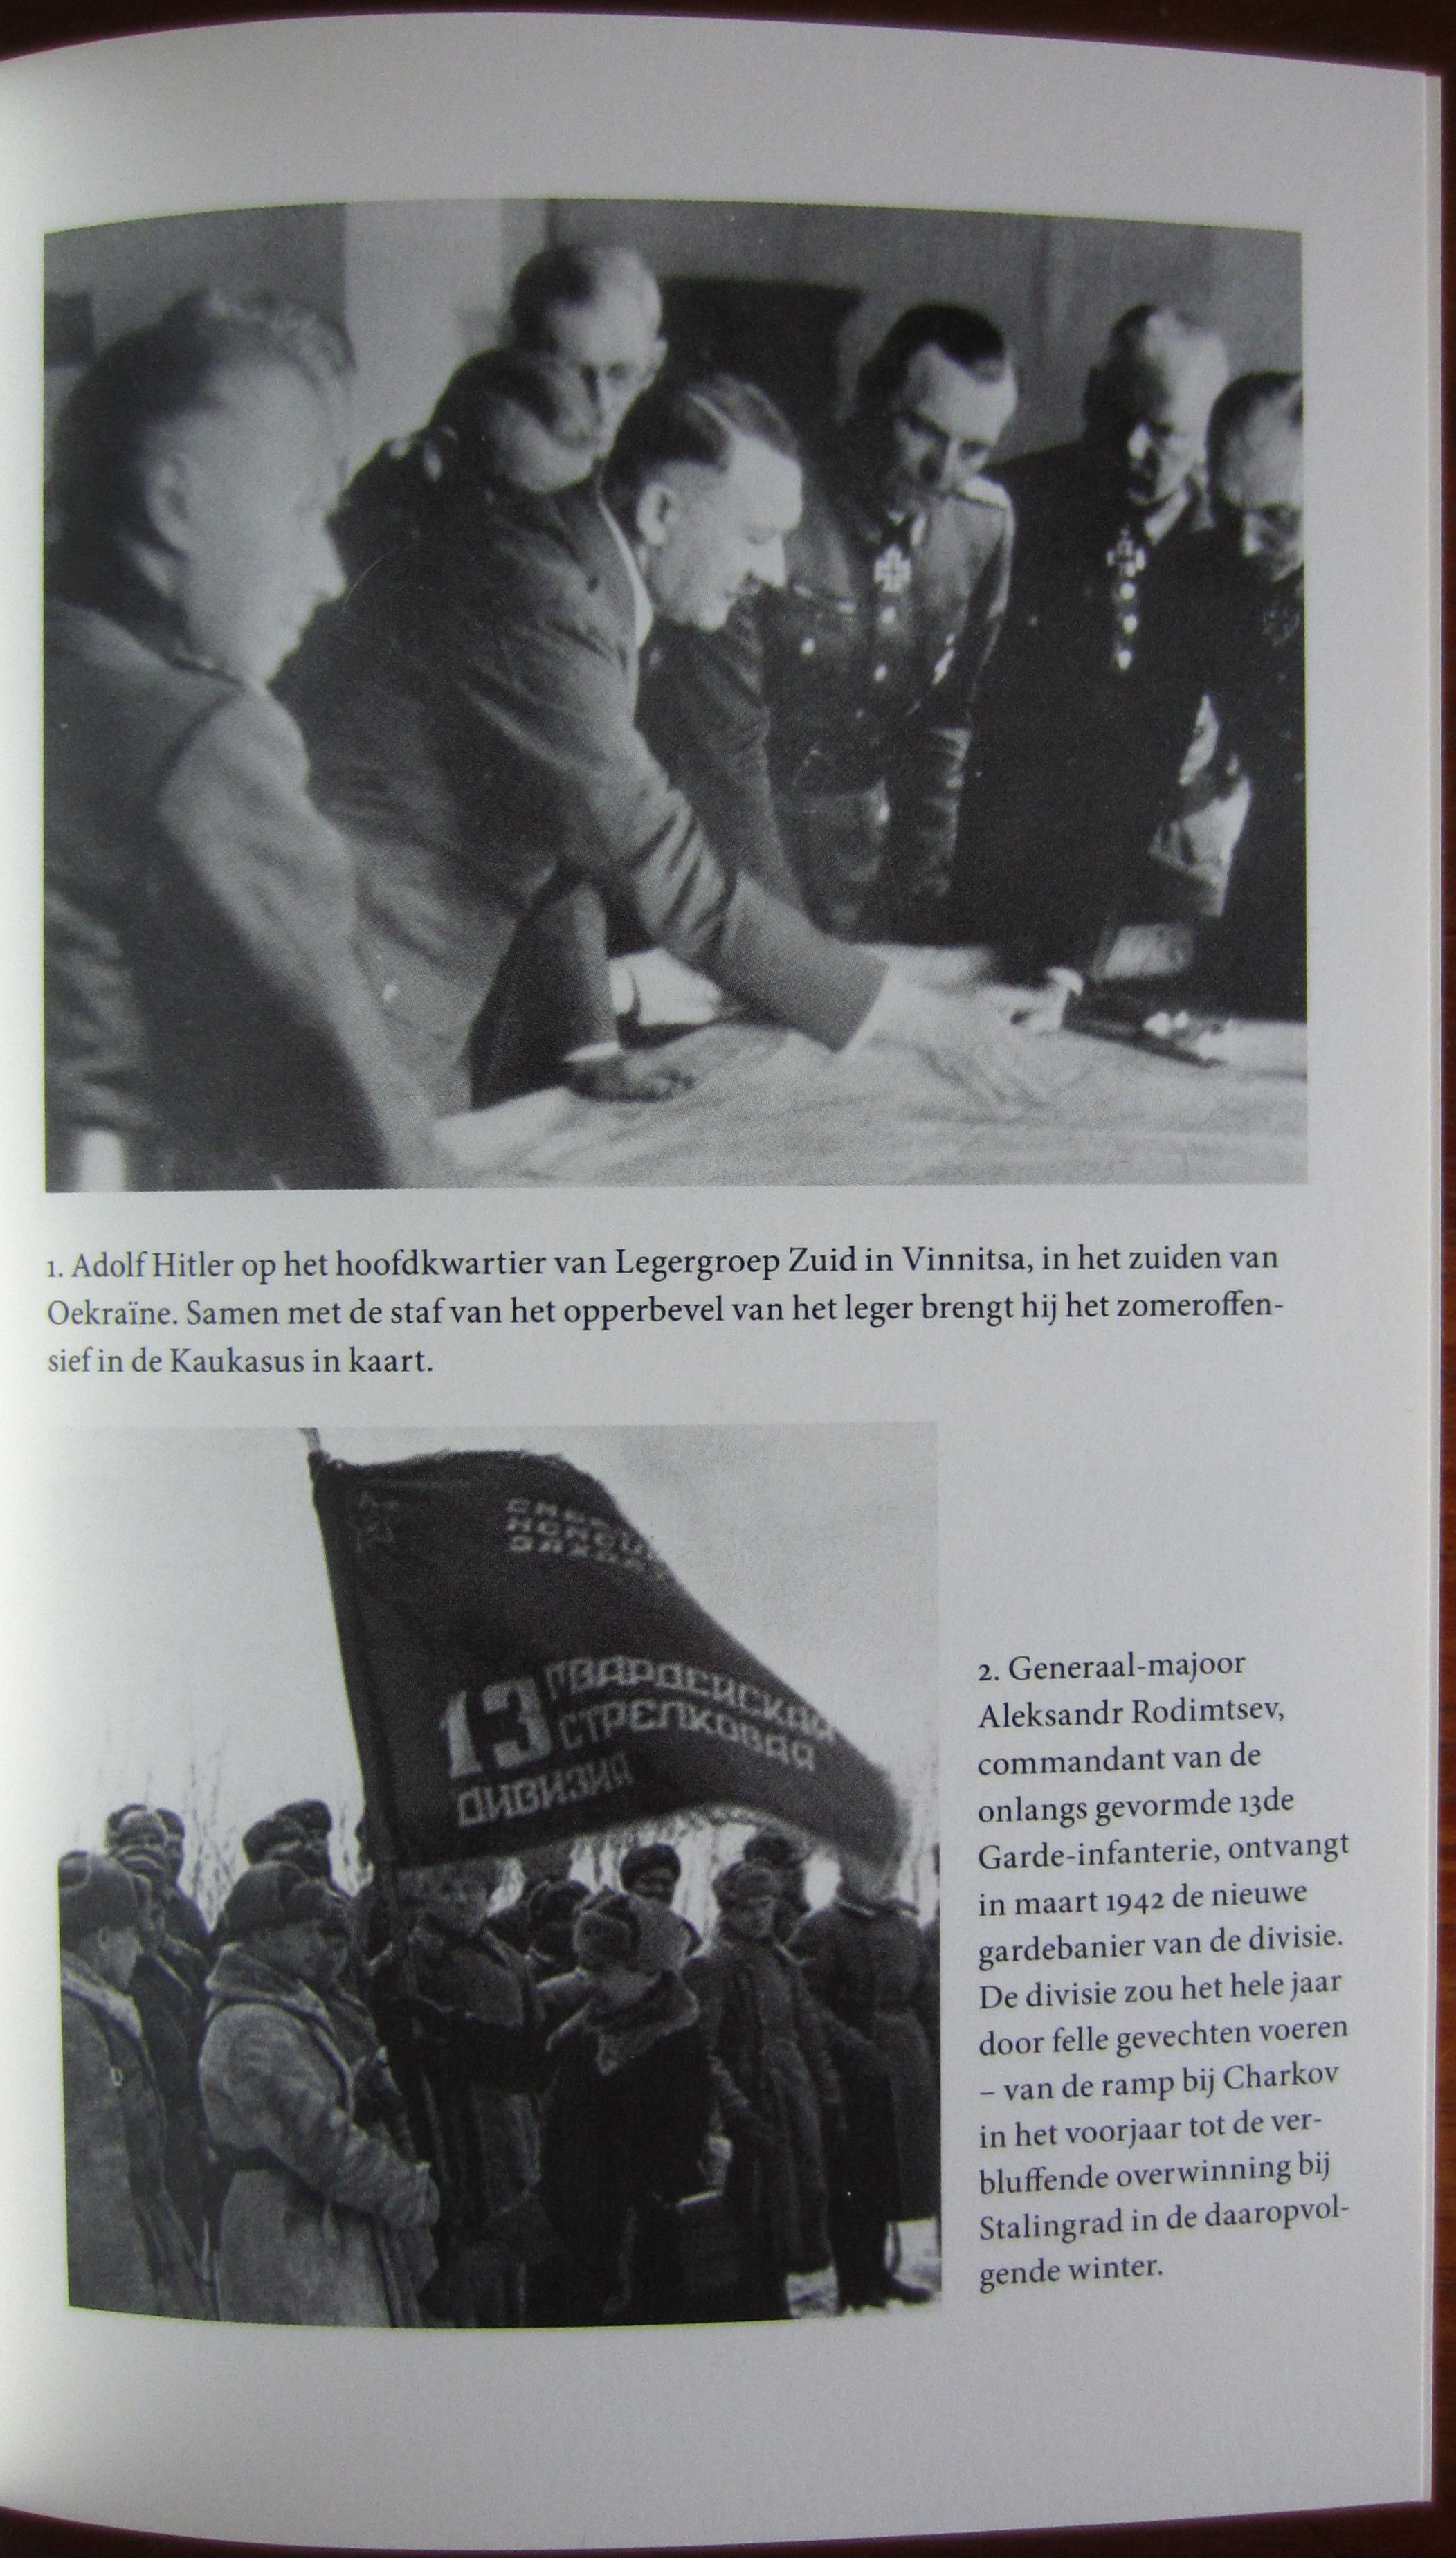 1. Adolf Hitler op het hoofdkwartier van Legergroep Zuid in Vinnitsa, in het zuiden van
Oekraïne. Samen met de staf van het opperbevel van het leger brengt hij het zomeroffen-
sief in de Kaukasus in kaart.
13 ГВАРДЕЙСКАЯ
СТРЕЛКОВАЯ
ДИВИЗИЯ
2. Generaal-majoor
Aleksandr Rodimtsev,
commandant van de
onlangs gevormde 13de
Garde-infanterie, ontvangt
in maart 1942 de nieuwe
gardebanier van de divisie.
De divisie zou het hele jaar
door felle gevechten voeren
– van de ramp bij Charkov
in het voorjaar tot de ver-
bluffende overwinning bij
Stalingrad in de daaropvol-
gende winter.